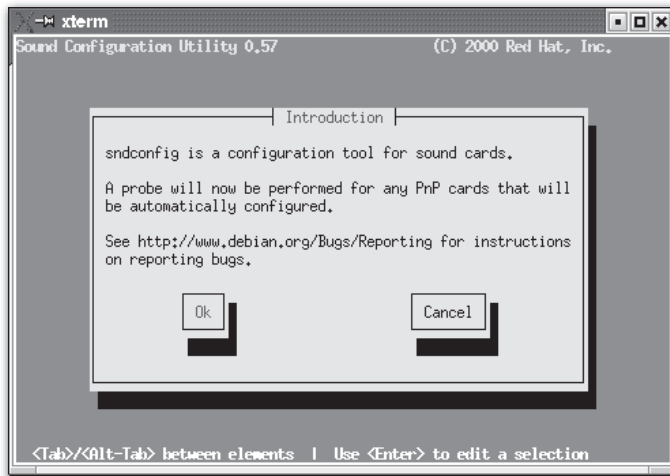 xterm
Sound Configuration Utility 0.57 (C) 2000 Red Hat, Inc.
Introduction
sndconfig is a configuration tool for sound cards.
A probe will now be performed for any PnP cards that will
be automatically configured.
See http://www.debian.org/Bugs/Reporting for instructions
on reporting bugs.
Ok Cancel
<Tab>/<Alt-Tab> between elements | Use <Enter> to edit a selection